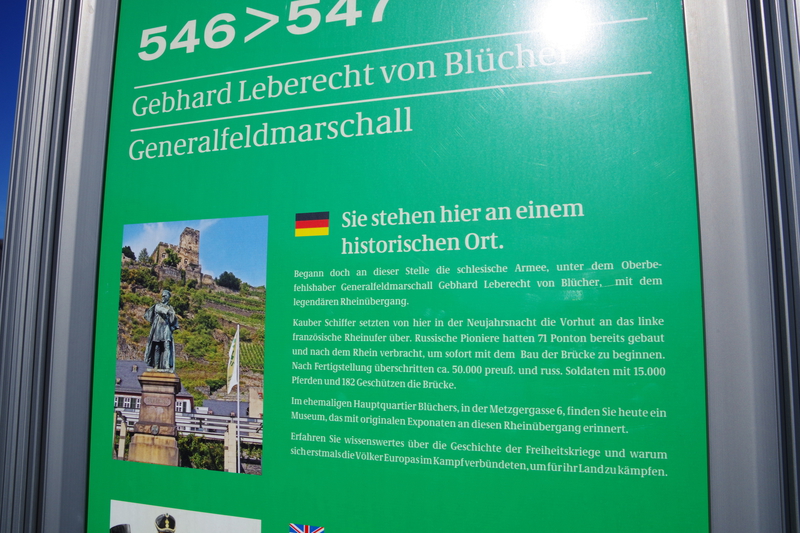 546>547
Gebhard Leberecht von Blücher
Generalfeldmarschall
Sie stehen hier an einem
historischen Ort.
Begann doch an dieser Stelle die schlesische Armee, unter dem Oberbe-
fehlshaber Generalfeldmarschall Gebhard Leberecht von Blücher, mit dem
legendären Rheinübergang.
Kauber Schiffer setzten von hier in der Neujahrsnacht die Vorhut an das linke
französische Rheinufer über. Russische Pioniere hatten 71 Ponton bereits gebaut
und nach dem Rhein verbracht, um sofort mit dem Bau der Brücke zu beginnen.
Nach Fertigstellung überschritten ca. 50.000 preuß. und russ. Soldaten mit 15.000
Pferden und 182 Geschützen die Brücke.
Im ehemaligen Hauptquartier Blüchers, in der Metzgergasse 6, finden Sie heute ein
Museum, das mit originalen Exponaten an diesen Rheinübergang erinnert.
Erfahren Sie wissenswertes über die Geschichte der Freiheitskriege und warum
sich erstmals die Völker Europas im Kampf verbündeten, um für ihr Land zu kämpfen.